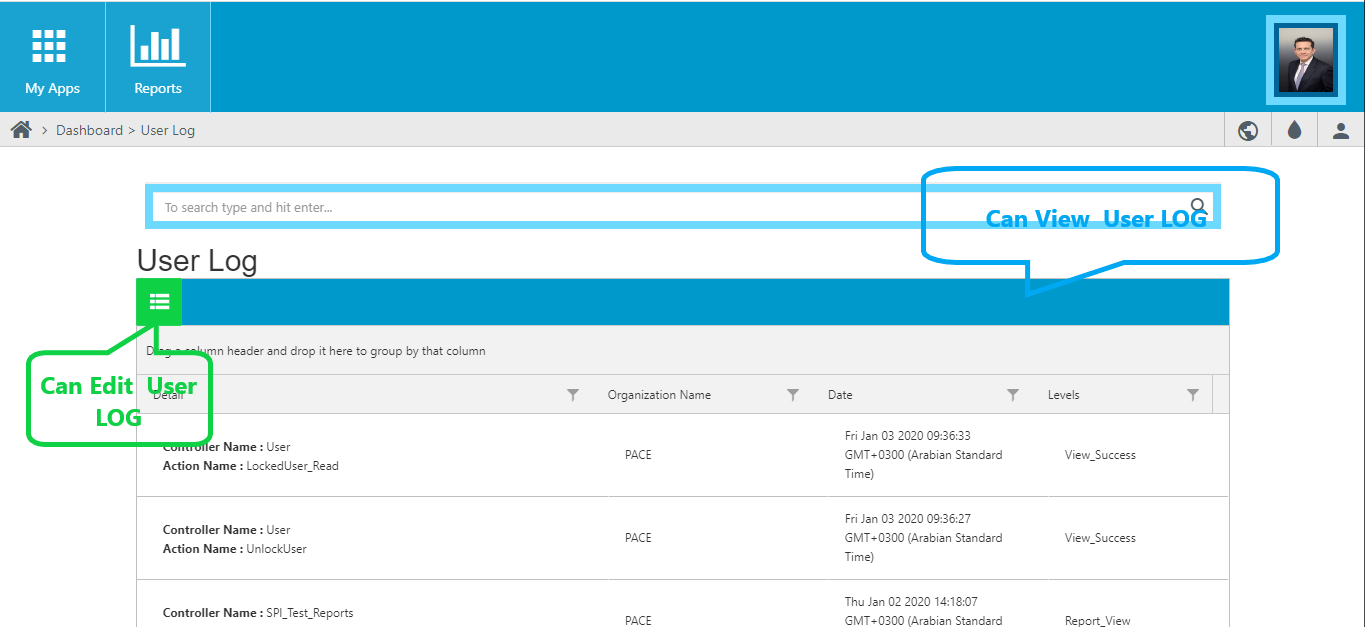 My Apps
Reports
> Dashboard > User Log
To search type and hit enter...
Can View User LOG
User Log
Drag a column header and drop it here to group by that column
Can Edit User
LOG
Detail
Organization Name
Date
Levels
Controller Name : User
Action Name : LockedUser_Read
PACE
Fri Jan 03 2020 09:36:33
GMT+0300 (Arabian Standard
Time)
View_Success
Controller Name : User
Action Name : UnlockUser
PACE
Fri Jan 03 2020 09:36:27
GMT+0300 (Arabian Standard
Time)
View_Success
Controller Name : SPI_Test_Reports
PACE
Thu Jan 02 2020 14:18:07
GMT+0300 (Arabian Standard
Report_View